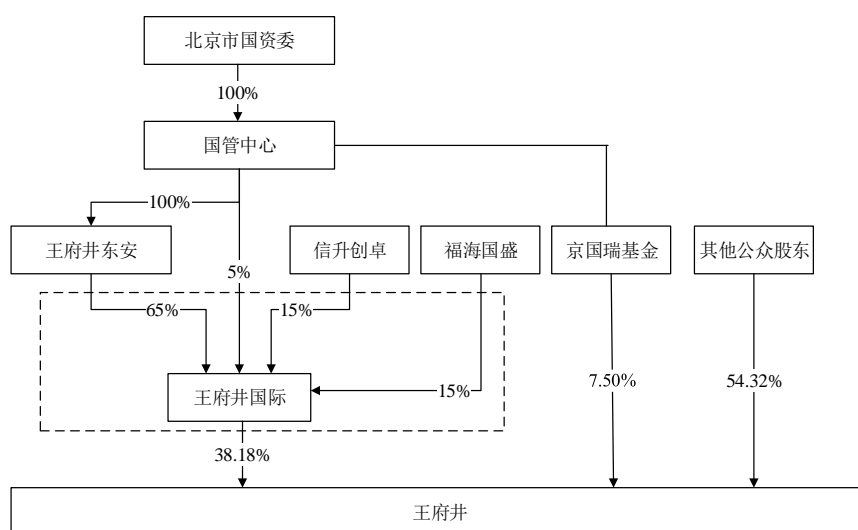 北京市国资委
100%
国管中心
100%
王府井东安
信升创卓
福海国盛
京国瑞基金
其他公众股东
5%
65%
15%
王府井国际
15%
7.50%
54.32%
38.18%
王府井